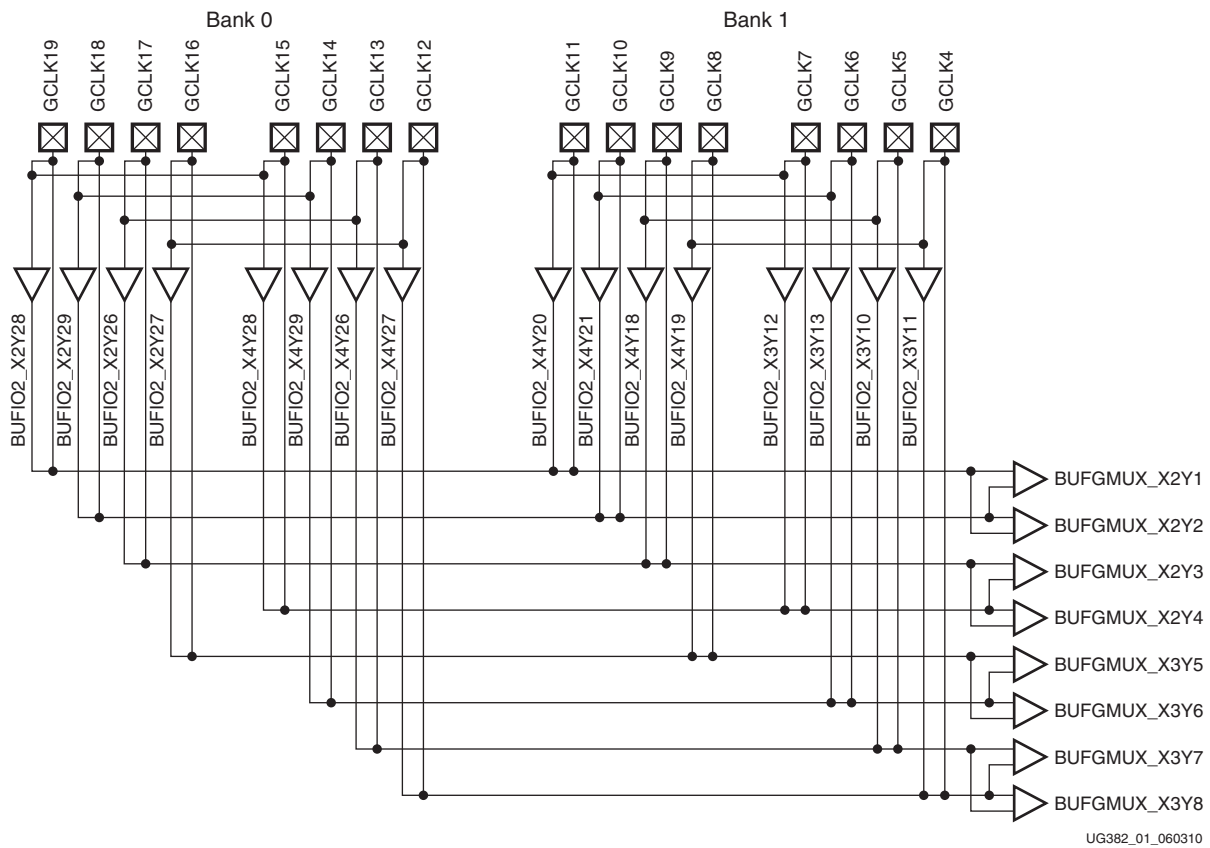 Bank 0
Bank 1
GCLK19
GCLK18
GCLK17
GCLK16
GCLK15
GCLK14
GCLK13
GCLK12
GCLK11
GCLK10
GCLK9
GCLK8
GCLK7
GCLK6
GCLK5
GCLK4
BUFIO2_X2Y28
BUFIO2_X2Y29
BUFIO2_X2Y26
BUFIO2_X2Y27
BUFIO2_X4Y28
BUFIO2_X4Y29
BUFIO2_X4Y26
BUFIO2_X4Y27
BUFIO2_X4Y20
BUFIO2_X4Y21
BUFIO2_X4Y18
BUFIO2_X4Y19
BUFIO2_X3Y12
BUFIO2_X3Y13
BUFIO2_X3Y10
BUFIO2_X3Y11
BUFGMUX_X2Y1
BUFGMUX_X2Y2
BUFGMUX_X2Y3
BUFGMUX_X2Y4
BUFGMUX_X3Y5
BUFGMUX_X3Y6
BUFGMUX_X3Y7
BUFGMUX_X3Y8
UG382_01_060310